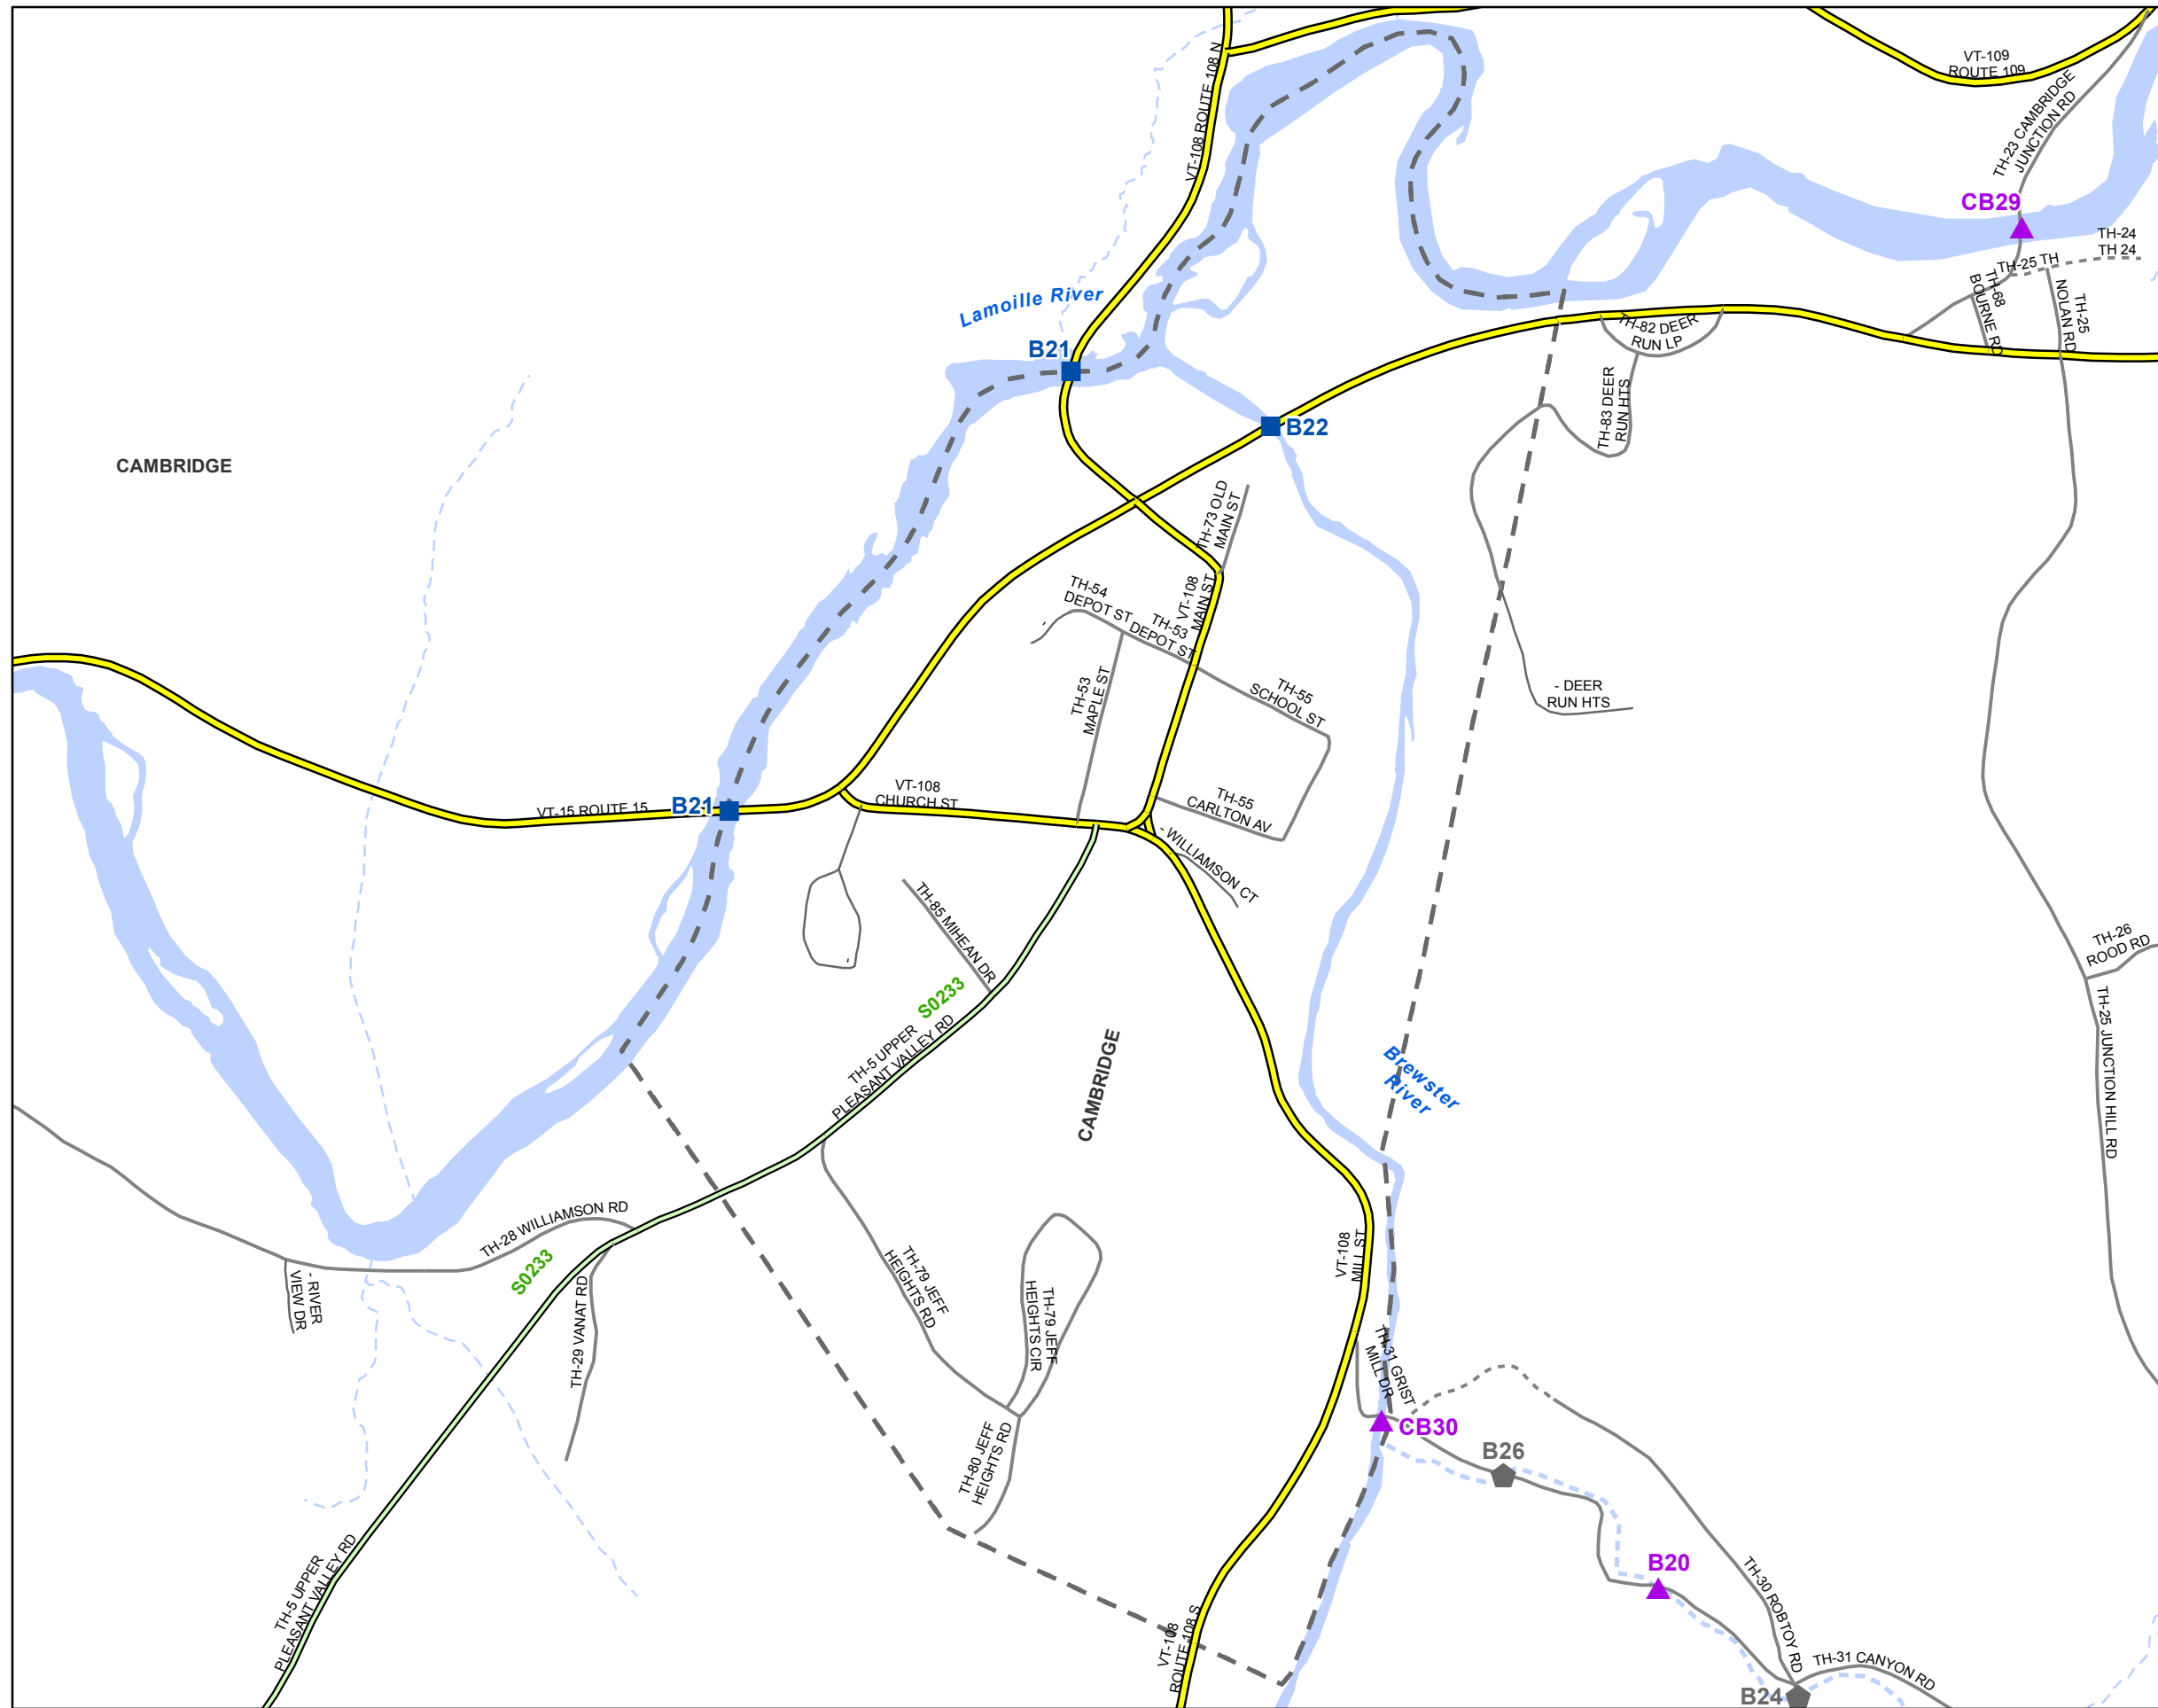 VT-109
ROUTE 109
VT-108 ROUTE 108 N
TH-23 CAMBRIDGE
JUNCTION RD
CB29
TH-24
TH 24
TH-25 TH
TH-68
BOURNE RD
TH-25
NOLAN RD
Lamoille River
B21
TH-82 DEER
RUN LP
B22
TH-83 DEER
RUN HTS
CAMBRIDGE
TH-73 OLD
MAIN ST
TH-54
DEPOT ST
VT-108
MAIN ST
TH-53
DEPOT ST
TH-53
MAPLE ST
TH-55
SCHOOL ST
- DEER
RUN HTS
VT-15 ROUTE 15
B21
VT-108
CHURCH ST
TH-55
CARLTON AV
- WILLIAMSON CT
TH-85 MIHEAN DR
TH-26
ROOD RD
S0233
TH-5 UPPER
PLEASANT VALLEY RD
CAMBRIDGE
Brewster
River
TH-25 JUNCTION HILL RD
TH-28 WILLIAMSON RD
S0233
- RIVER
VIEW DR
TH-29 VANAT RD
TH-79 JEFF
HEIGHTS RD
TH-79 JEFF
HEIGHTS CIR
VT-108
MILL ST
TH-31 GRIST
MILL DR
CB30
TH-80 JEFF
HEIGHTS RD
B26
TH-5 UPPER
PLEASANT VALLEY RD
B20
TH-30 ROBTOY RD
VT-108
ROUTE 108 S
TH-31 CANYON RD
B24